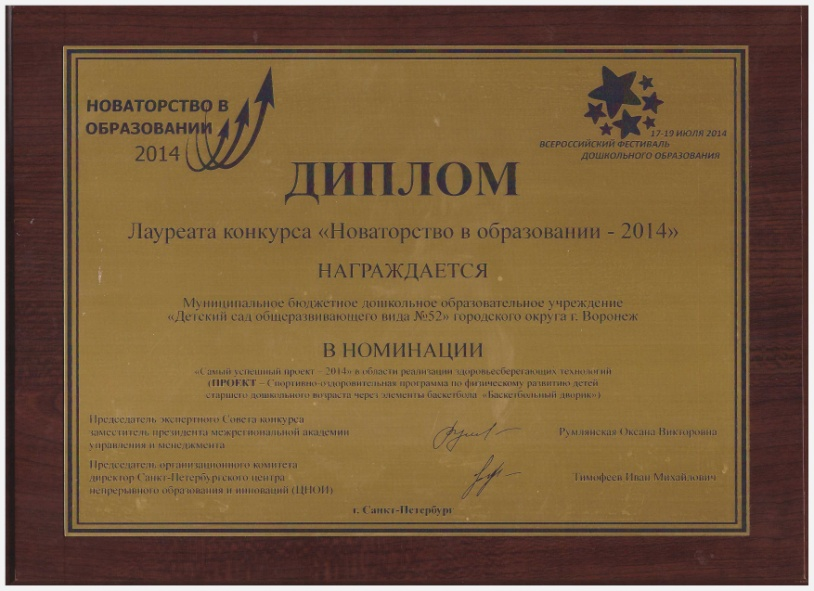 НОВАТОРСТВО В
ОБРАЗОВАНИИ
2014
17-19 ИЮЛЯ 2014
ВСЕРОССИЙСКИЙ ФЕСТИВАЛЬ
ДОШКОЛЬНОГО ОБРАЗОВАНИЯ
ДИПЛОМ
Лауреата конкурса «Новаторство в образовании - 2014»
НАГРАЖДАЕТСЯ
Муниципальное бюджетное дошкольное образовательное учреждение
«Детский сад общеразвивающего вида №52» городского округа г. Воронеж
В НОМИНАЦИИ
«Самый успешный проект – 2014» в области реализации здоровьесберегающих технологий
(ПРОЕКТ – Спортивно-оздоровительная программа по физическому развитию детей
старшего дошкольного возраста через элементы баскетбола «Баскетбольный дворик»)
Председатель экспертного Совета конкурса
заместитель президента межрегиональной академии
управления и менеджмента
Румлянская Оксана Викторовна
Председатель организационного комитета
директор Санкт-Петербургского центра
непрерывного образования и инноваций (ЦНОИ)
Тимофеев Иван Михайлович
г. Санкт-Петербург